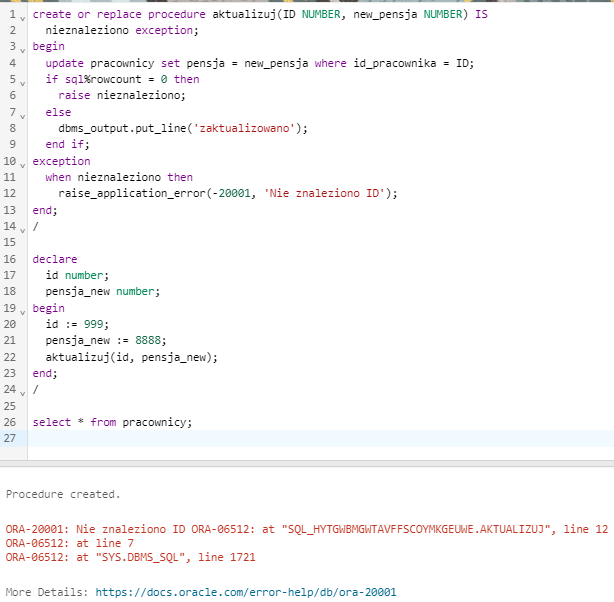 1 create or replace procedure aktualizuj(ID NUMBER, new_pensja NUMBER) IS
2   nieznaleziono exception;
3 begin
4   update pracownicy set pensja = new_pensja where id_pracownika = ID;
5   if sql%rowcount = 0 then
6     raise nieznaleziono;
7   else
8     dbms_output.put_line('zaktualizowano');
9   end if;
10 exception
11   when nieznaleziono then
12     raise_application_error(-20001, 'Nie znaleziono ID');
13 end;
14 /
15
16 declare
17   id number;
18   pensja_new number;
19 begin
20   id := 999;
21   pensja_new := 8888;
22   aktualizuj(id, pensja_new);
23 end;
24 /
25
26 select * from pracownicy;
27
Procedure created.
ORA-20001: Nie znaleziono ID ORA-06512: at "SQL_HYTGWBMGWTAVFFSCOYMKGEUWE.AKTUALIZUJ", line 12
ORA-06512: at line 7
ORA-06512: at "SYS.DBMS_SQL", line 1721
More Details: https://docs.oracle.com/error-help/db/ora-20001